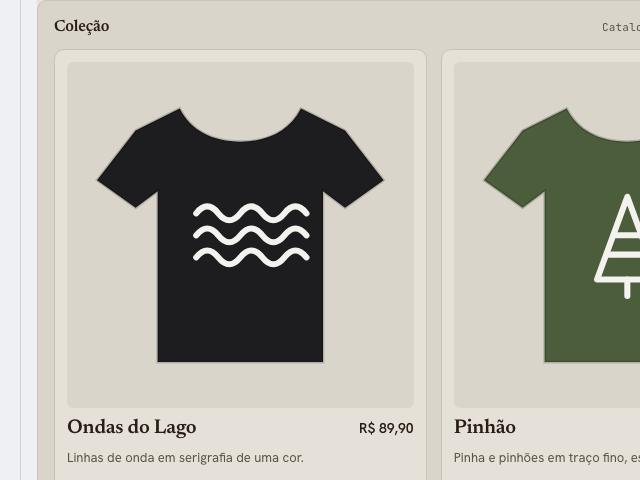 Coleção
Ondas do Lago
R$ 89,90
Linhas de onda em serigrafia de uma cor.
Pinhão
Pinha e pinhões em traço fino,